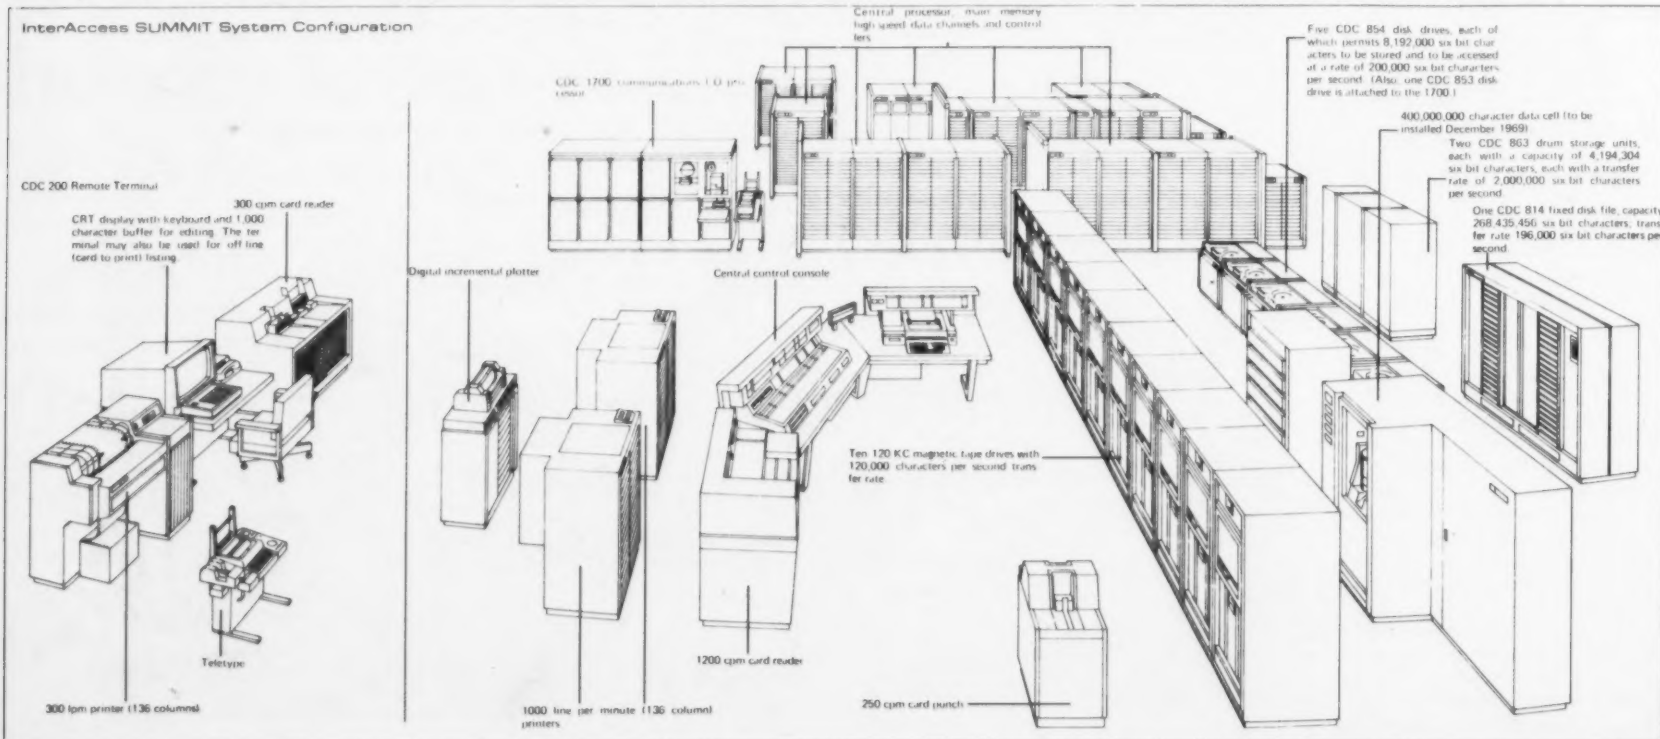 InterAccess SUMMIT System Configuration
Central processor, main memory
high speed data channels and control
lers
Five CDC 854 disk drives, each of
which permits 8,192,000 six bit char
acters to be stored and to be accessed
at a rate of 200,000 six bit characters
per second. (Also, one CDC 853 disk
drive is attached to the 1700.)
CDC 1700 communications I/O pro
cessor
400,000,000 character data cell (to be
installed December 1969)
Two CDC 863 drum storage units,
each with a capacity of 4,194,304
six bit characters, each with a transfer
rate of 2,000,000 six bit characters
per second.
One CDC 814 fixed disk file, capacity
268,435,456 six bit characters, trans
fer rate 196,000 six bit characters per
second.
CDC 200 Remote Terminal
300 cpm card reader
CRT display with keyboard and 1,000
character buffer for editing. The ter
minal may also be used for off line
(card to print) listing.
Digital incremental plotter
Central control console
Ten 120 KC magnetic tape drives with
120,000 characters per second trans
fer rate
Teletype
1200 cpm card reader
300 lpm printer (136 columns)
1000 line per minute (136 column)
printers
250 cpm card punch